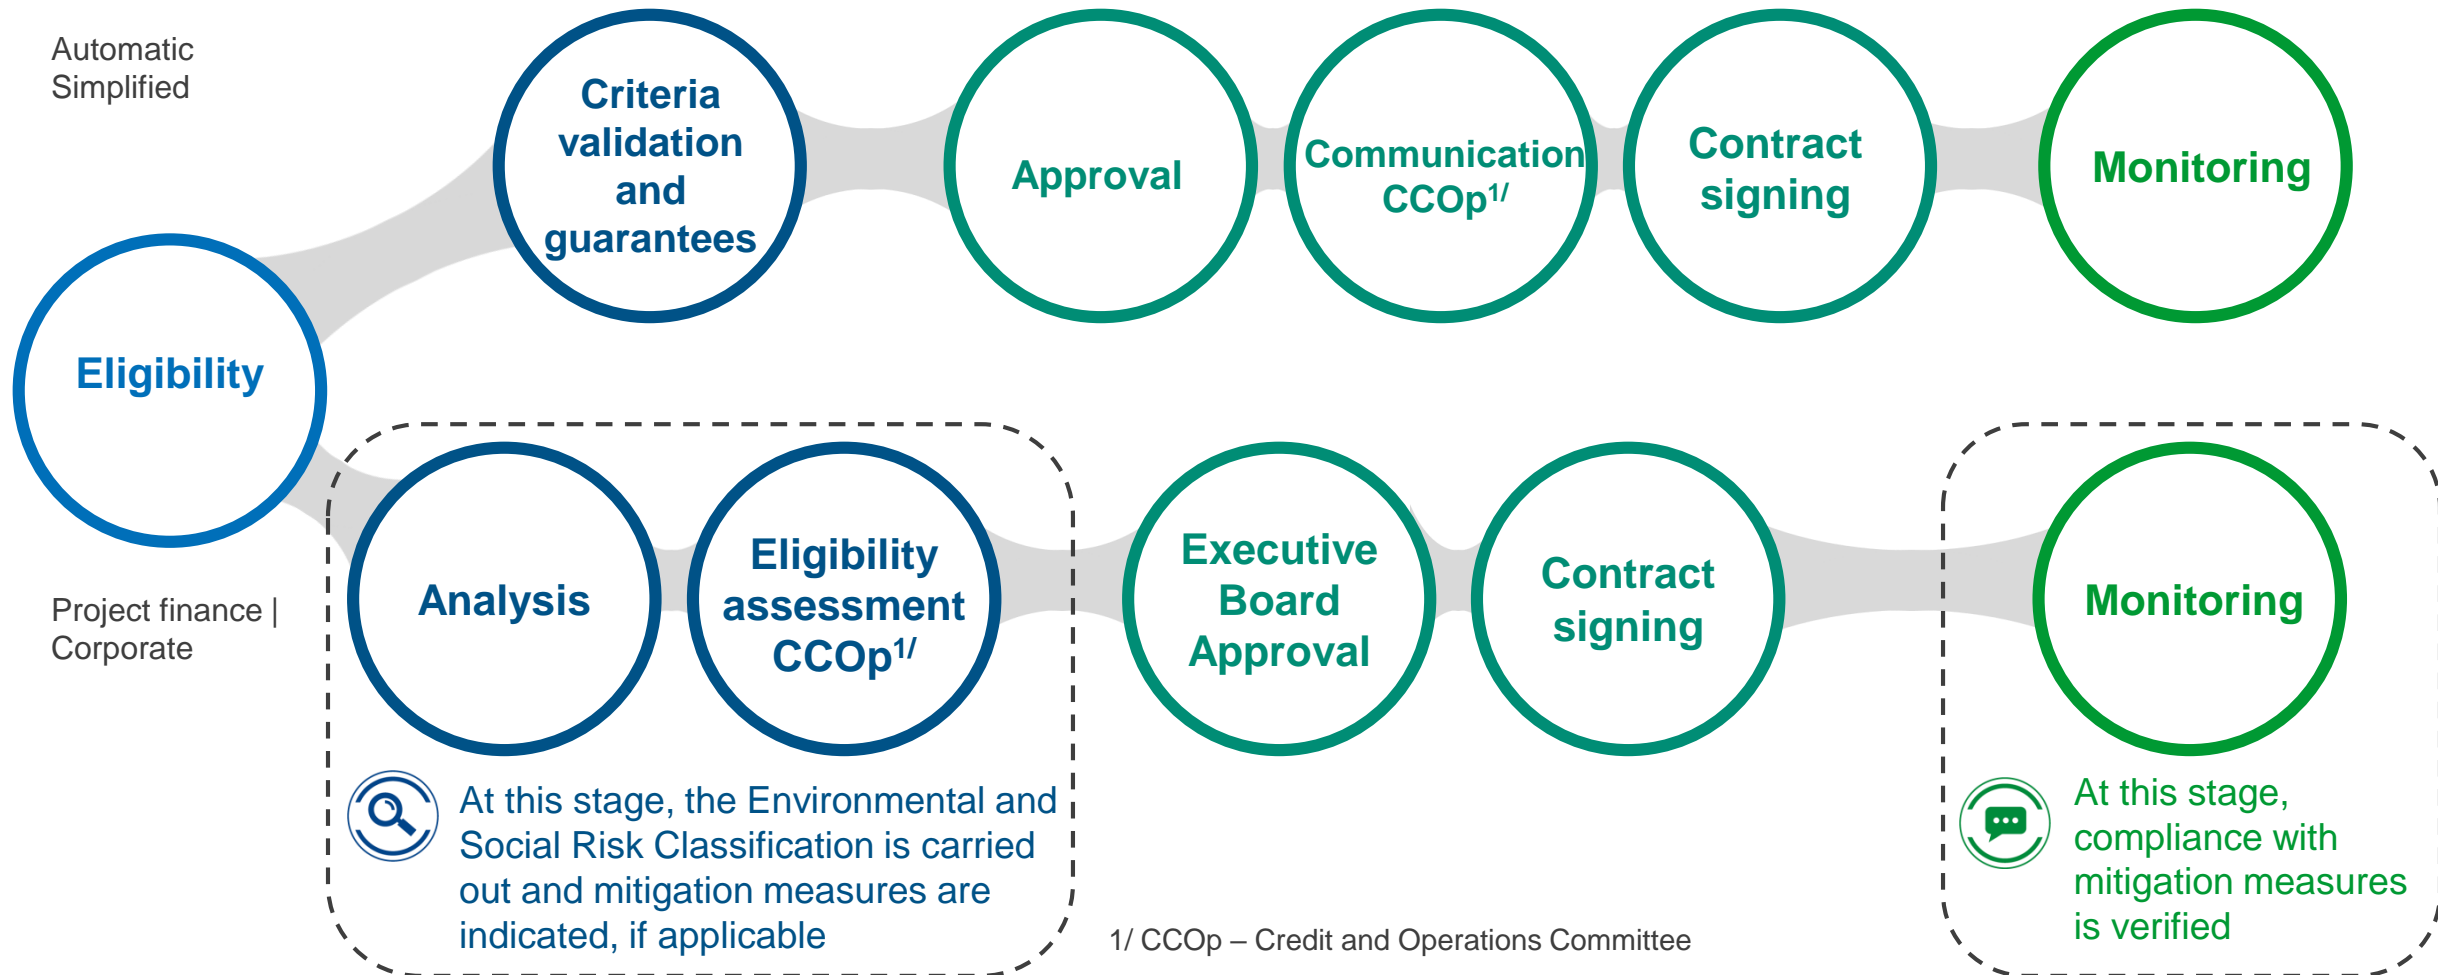 Automatic
Simplified
Criteria
validation
and
guarantees
Approval
Communication
CCOp1/
Contract
signing
Monitoring
Eligibility
Project finance |
Corporate
Analysis
Eligibility
assessment
CCOp1/
Executive
Board
Approval
Contract
signing
Monitoring
At this stage, the Environmental and
Social Risk Classification is carried
out and mitigation measures are
indicated, if applicable
At this stage,
compliance with
mitigation measures
is verified
1/ CCOp – Credit and Operations Committee